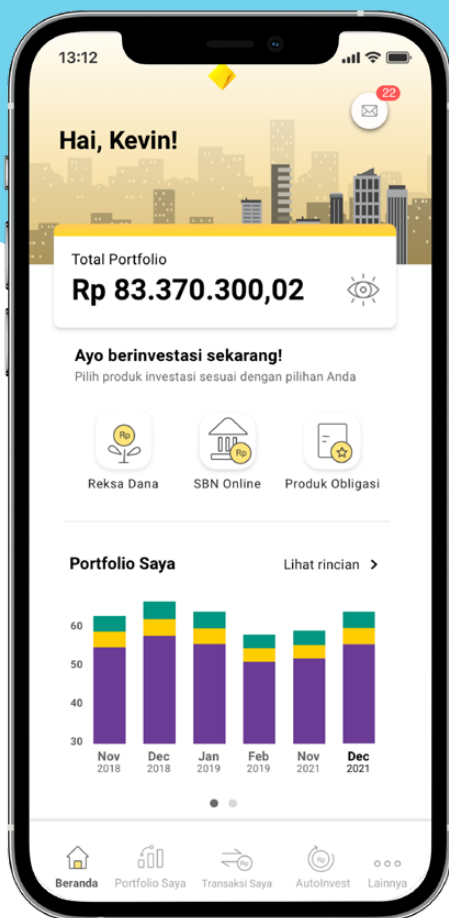 13:12
22
Hai, Kevin!
Total Portfolio
Rp 83.370.300,02
Ayo berinvestasi sekarang!
Pilih produk investasi sesuai dengan pilihan Anda
Rp
Rp
Reksa Dana
SBN Online
Produk Obligasi
Portfolio Saya
Lihat rincian
60
50
40
30
Nov
2018
Dec
2018
Jan
2019
Feb
2019
Nov
2021
Dec
2021
Rp
Rp
Beranda
Portfolio Saya
Transaksi Saya
AutoInvest
Lainnya